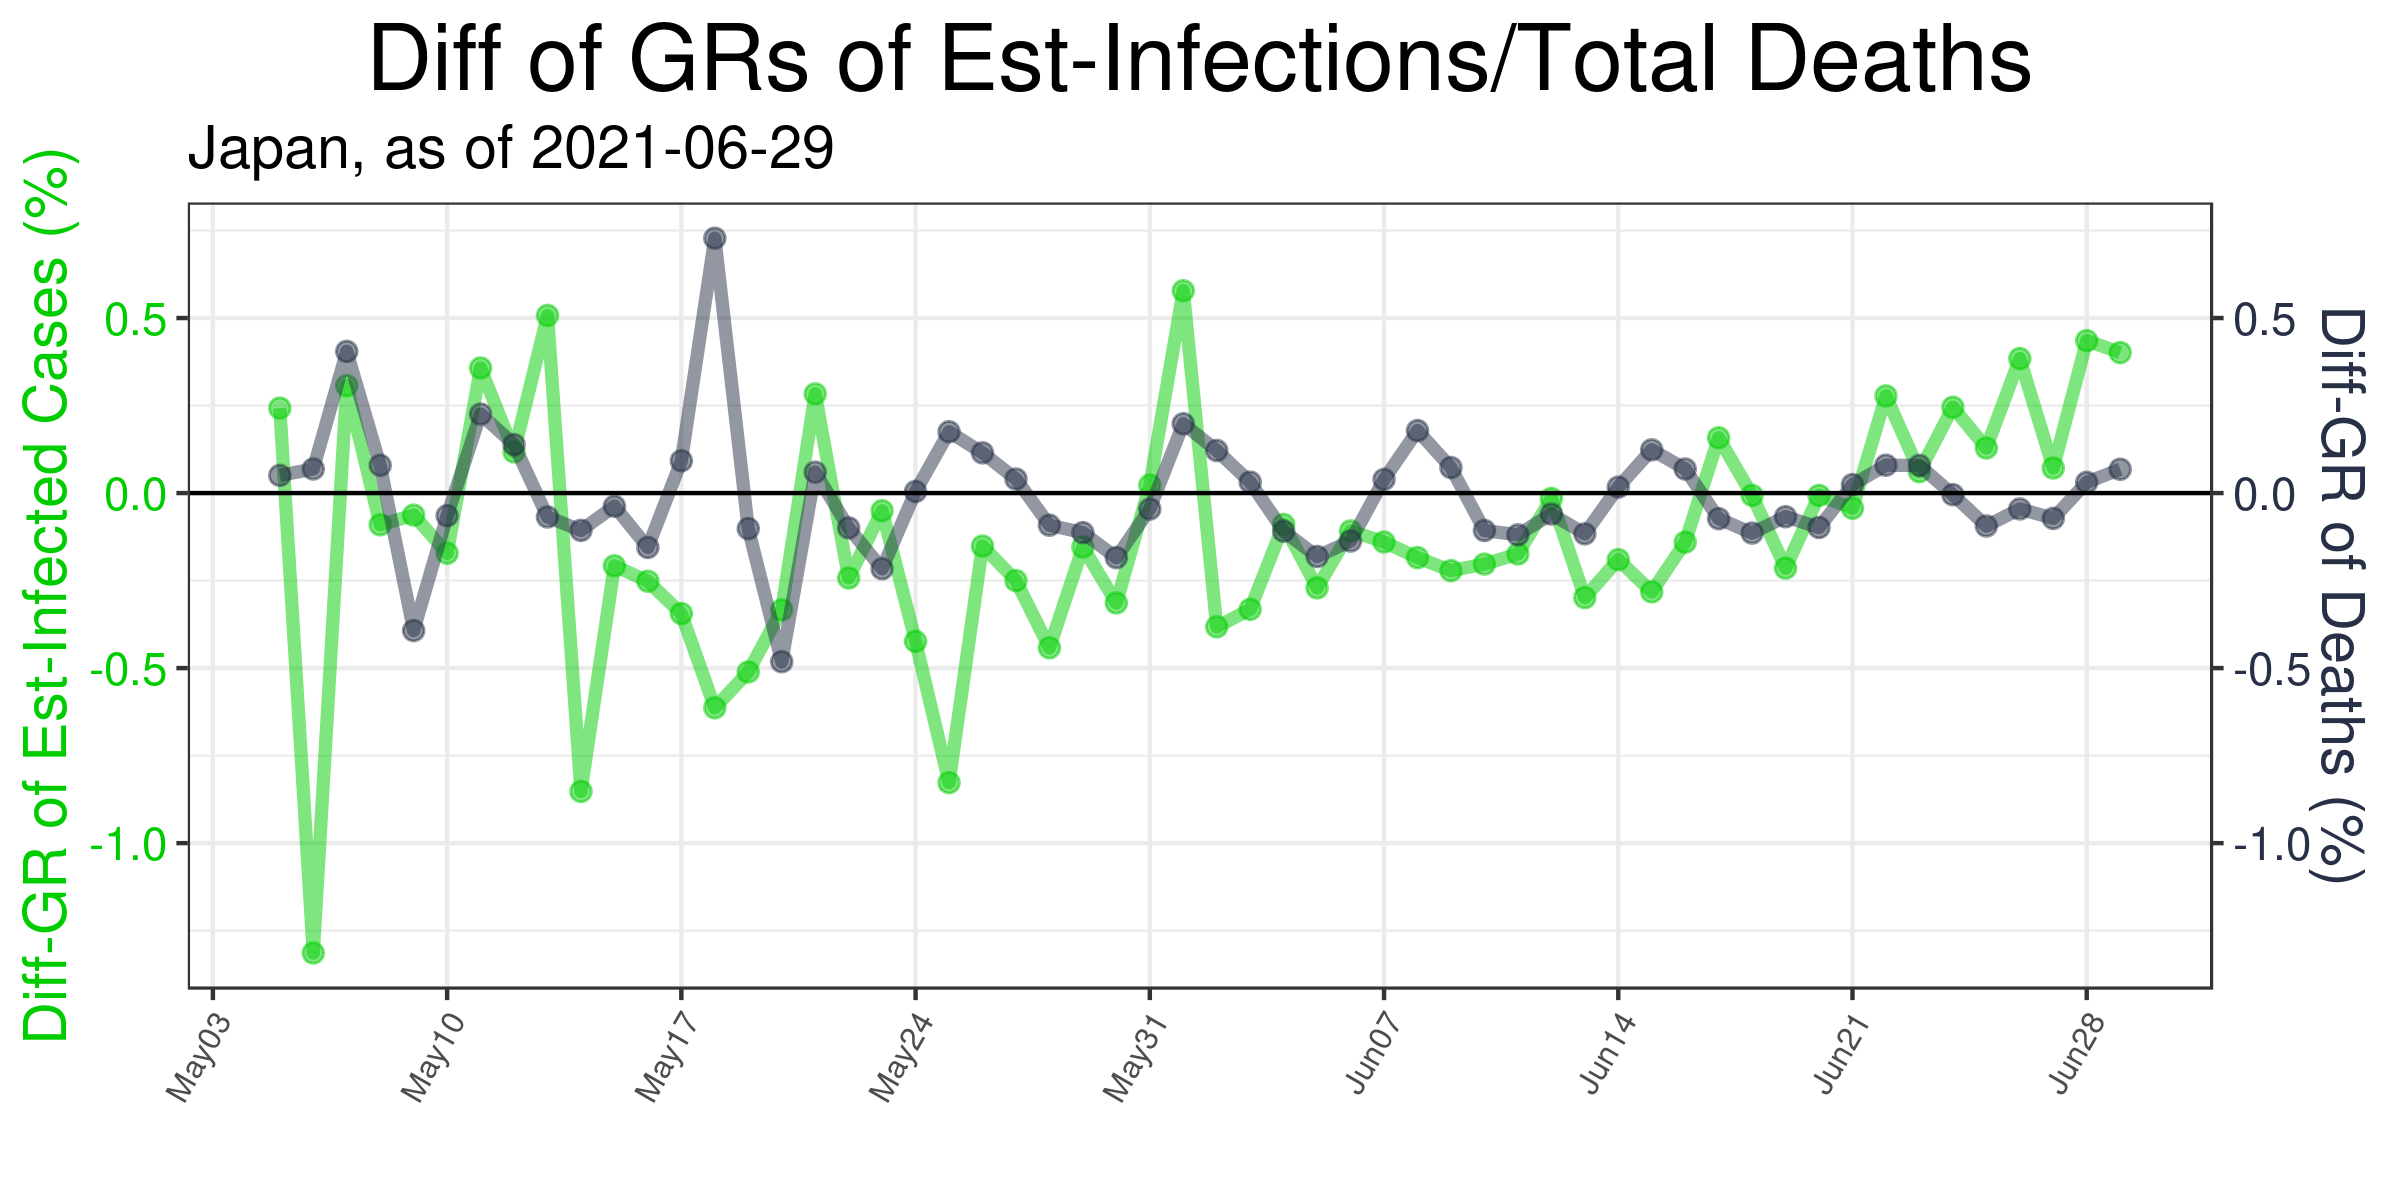 Diff of GRs of Est-Infections/Total Deaths
Japan, as of 2021-06-29
Diff-GR of Est-Infected Cases (%)
0.5
0.0
-0.5
-1.0
0.5
0.0
-0.5
-1.0
Diff-GR of Deaths (%)
May03
May10
May17
May24
May31
Jun07
Jun14
Jun21
Jun28